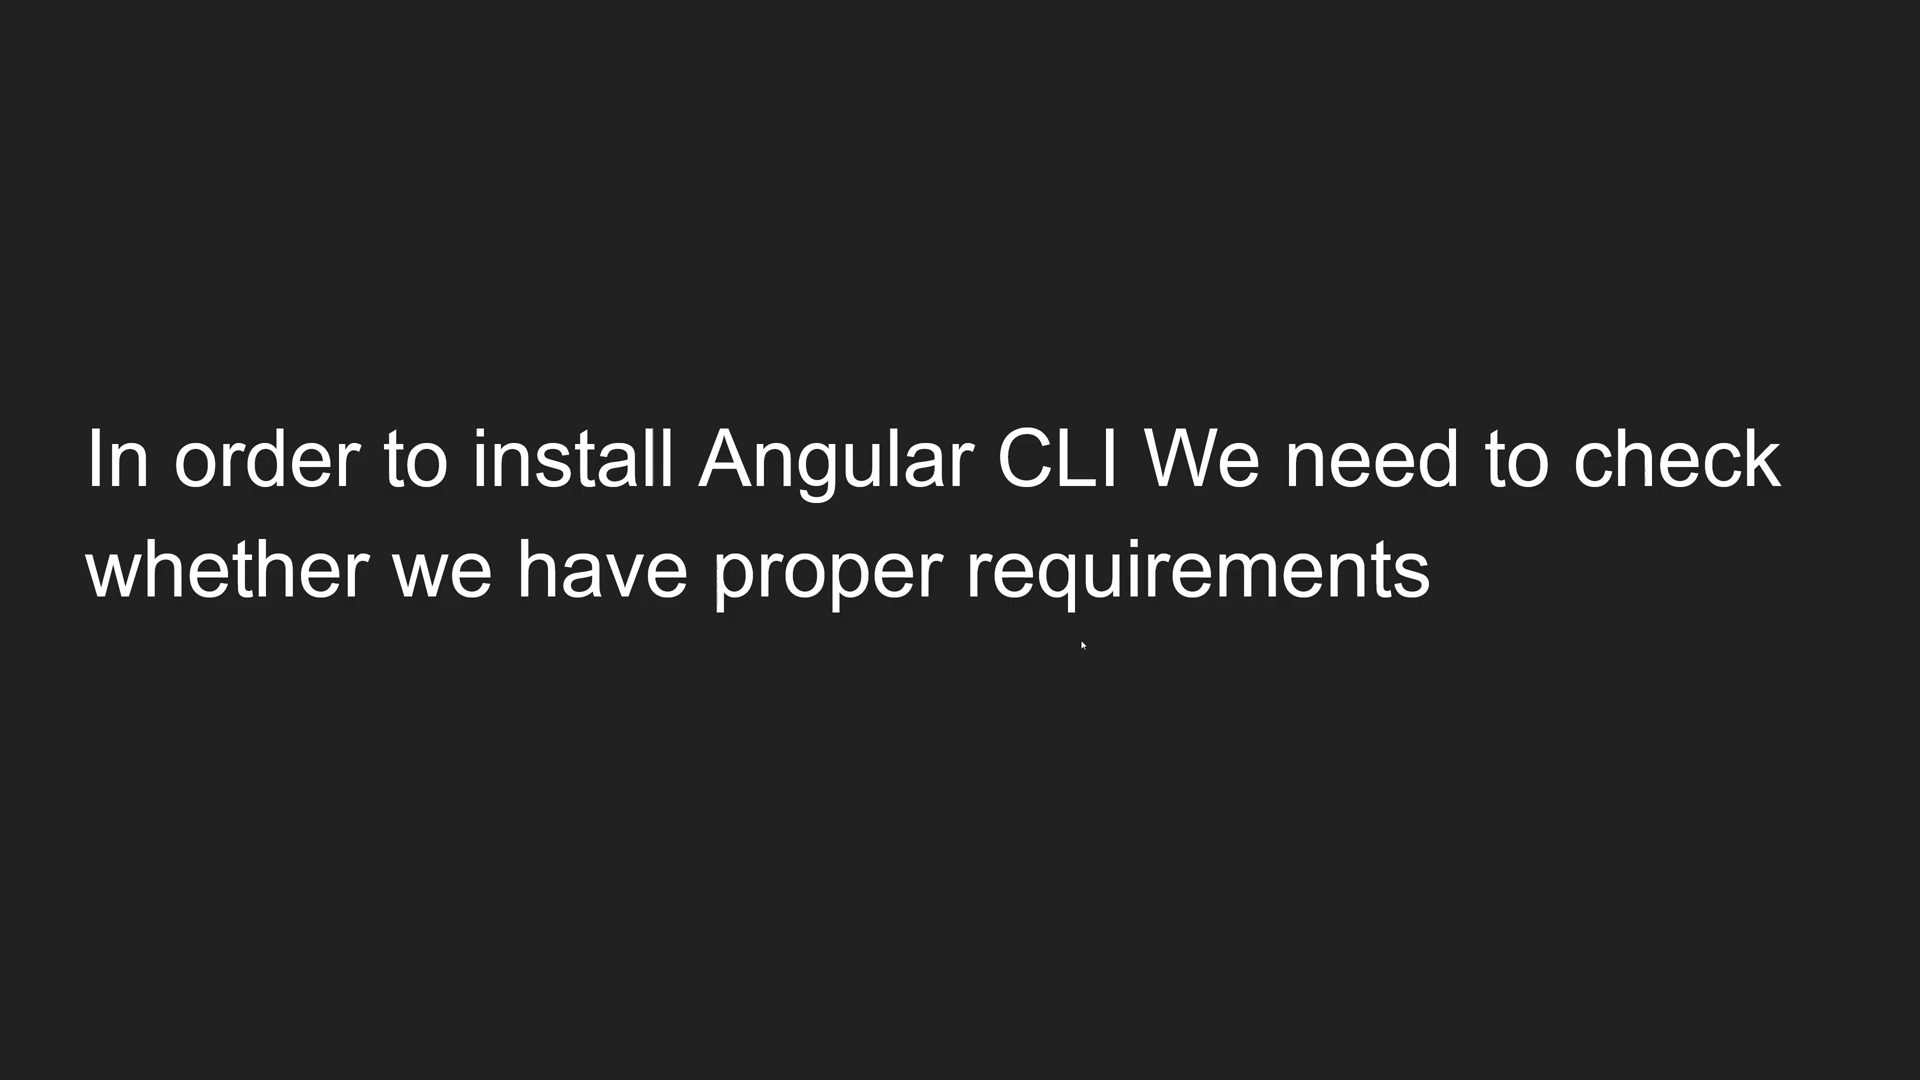 In order to install Angular CLI We need to check
whether we have proper requirements